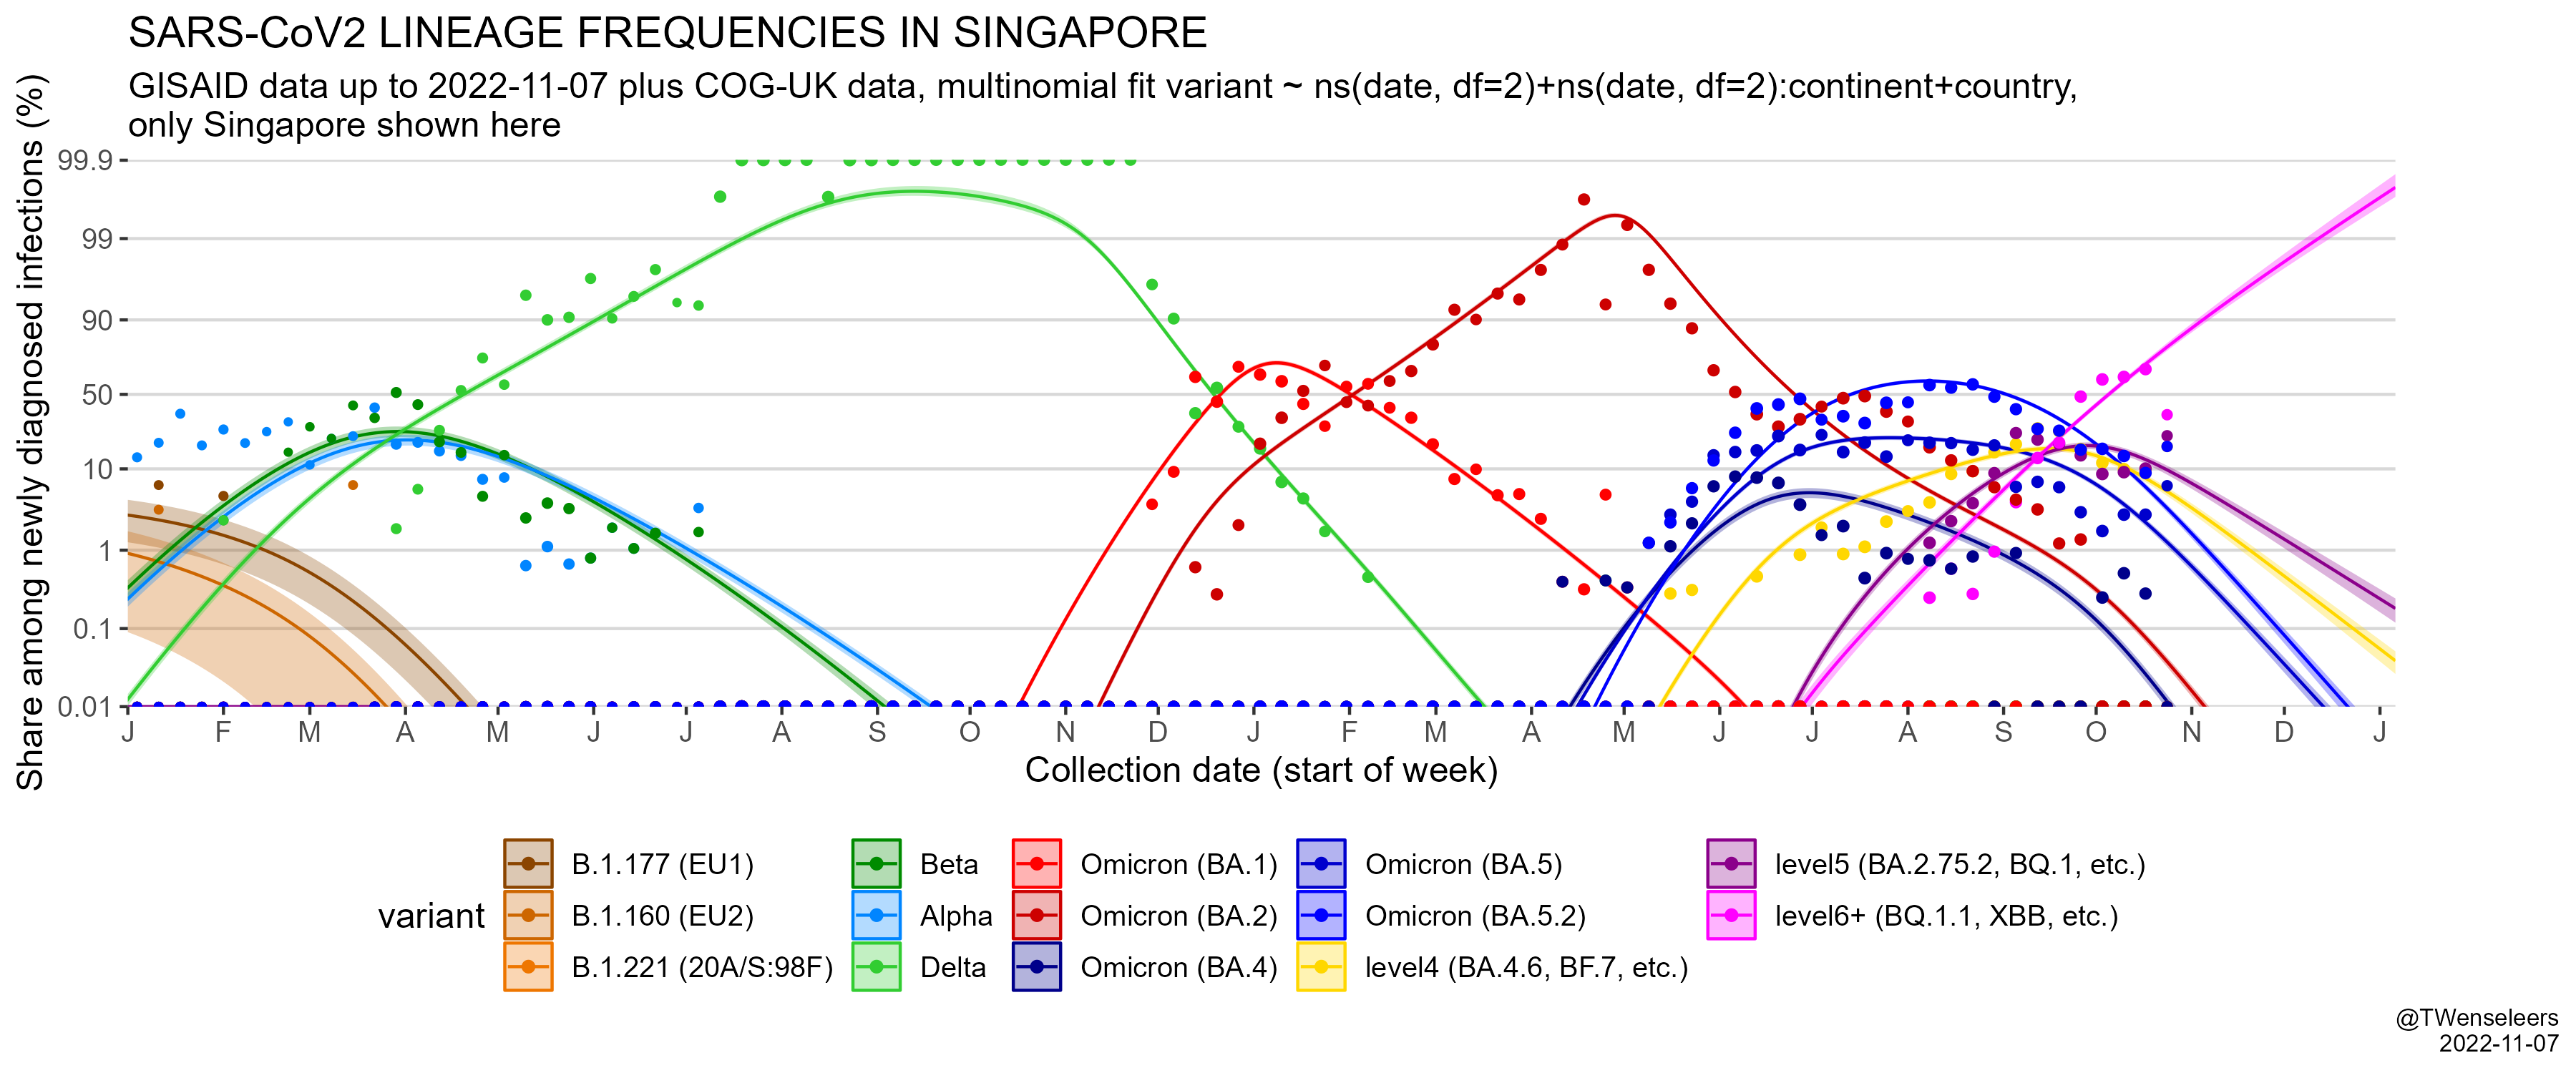 SARS-CoV2 LINEAGE FREQUENCIES IN SINGAPORE
GISAID data up to 2022-11-07 plus COG-UK data, multinomial fit variant ~ ns(date, df=2)+ns(date, df=2):continent+country,
only Singapore shown here
Share among newly diagnosed infections (%)
99.9
99
90
50
10
1
0.1
0.01
J F M A M J J A S O N D J F M A M J J A S O N D J
Collection date (start of week)
variant
B.1.177 (EU1)
B.1.160 (EU2)
B.1.221 (20A/S:98F)
Beta
Alpha
Delta
Omicron (BA.1)
Omicron (BA.2)
Omicron (BA.4)
Omicron (BA.5)
Omicron (BA.5.2)
level4 (BA.4.6, BF.7, etc.)
level5 (BA.2.75.2, BQ.1, etc.)
level6+ (BQ.1.1, XBB, etc.)
@TWenseleers
2022-11-07